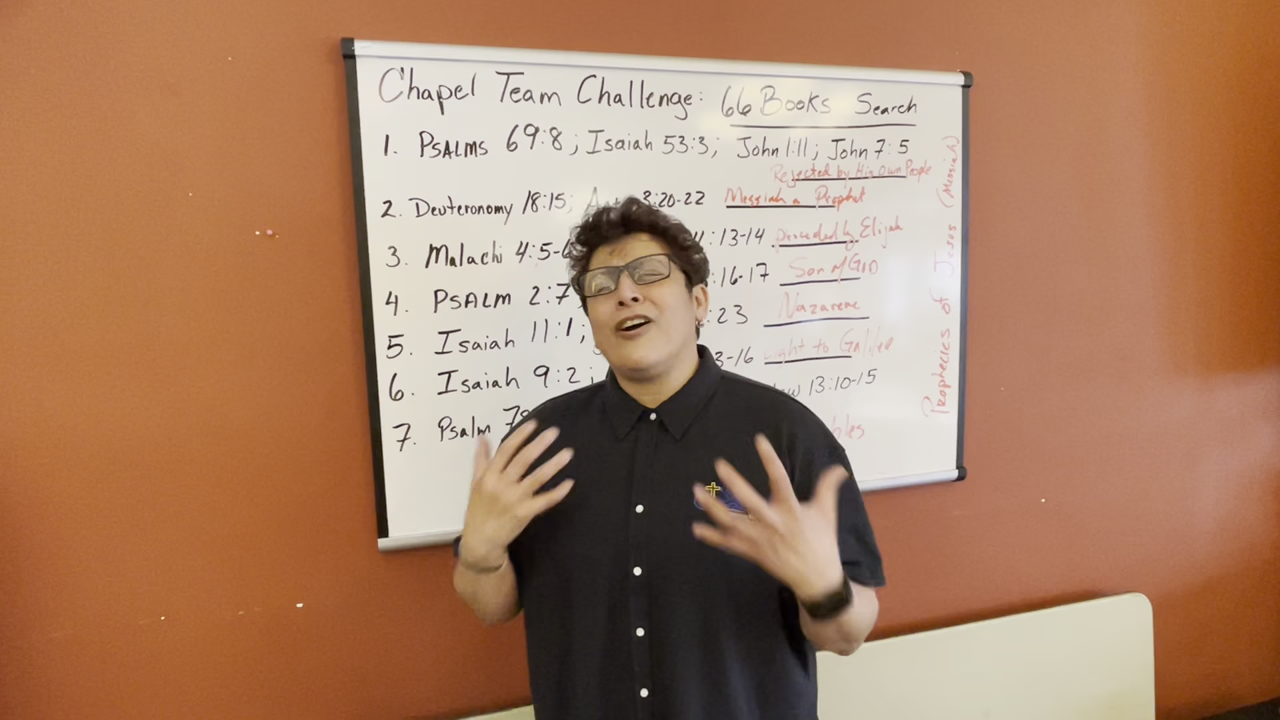 Chapel Team Challenge: 66 Books Search
1. PSALMS 69:8; Isaiah 53:3; John 1:11; John 7:5
Rejected by His Own People
2. Deuteronomy 18:15; 3:20-22 Messiah a Prophet
3. Malachi 4:5-6 :13-14 preceded by Elijah
4. PSALM 2:7 :16-17 Son of GOD
5. Isaiah 11:1; :23 Nazarene
6. Isaiah 9:2; 3-16 Light to Galilee
7. Psalm 78 13:10-15
Prophecies of Jesus (Messiah)